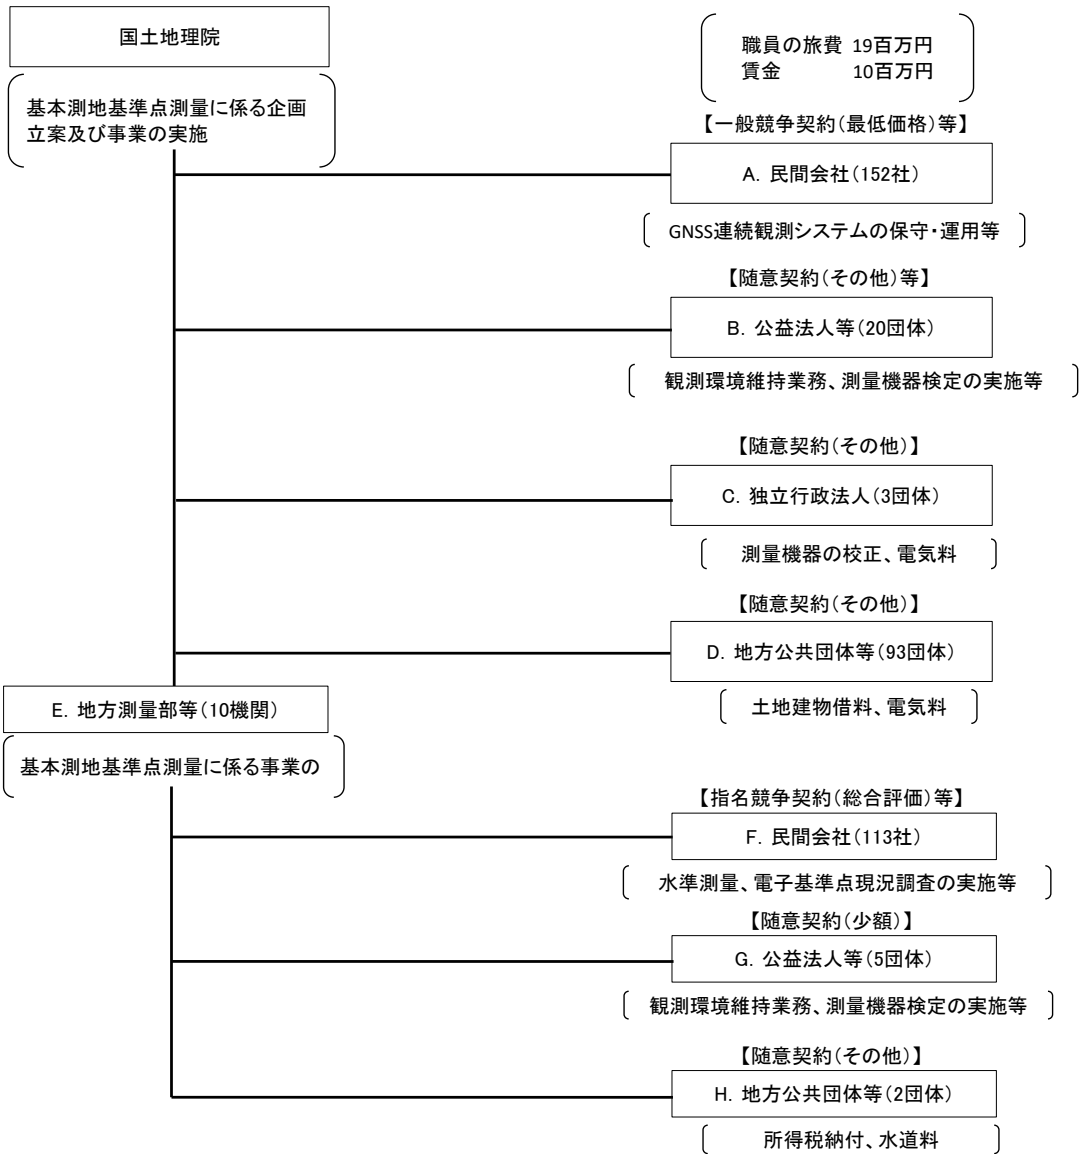 国土地理院
職員の旅費 19百万円
賃金 10百万円
基本測地基準点測量に係る企画
立案及び事業の実施
【一般競争契約(最低価格)等】
A. 民間会社(152社)
GNSS連続観測システムの保守・運用等
【随意契約(その他)等】
B. 公益法人等(20団体)
観測環境維持業務、測量機器検定の実施等
【随意契約(その他)】
C. 独立行政法人(3団体)
測量機器の校正、電気料
【随意契約(その他)】
D. 地方公共団体等(93団体)
土地建物借料、電気料
E. 地方測量部等(10機関)
基本測地基準点測量に係る事業の
【指名競争契約(総合評価)等】
F. 民間会社(113社)
水準測量、電子基準点現況調査の実施等
【随意契約(少額)】
G. 公益法人等(5団体)
観測環境維持業務、測量機器検定の実施等
【随意契約(その他)】
H. 地方公共団体等(2団体)
所得税納付、水道料